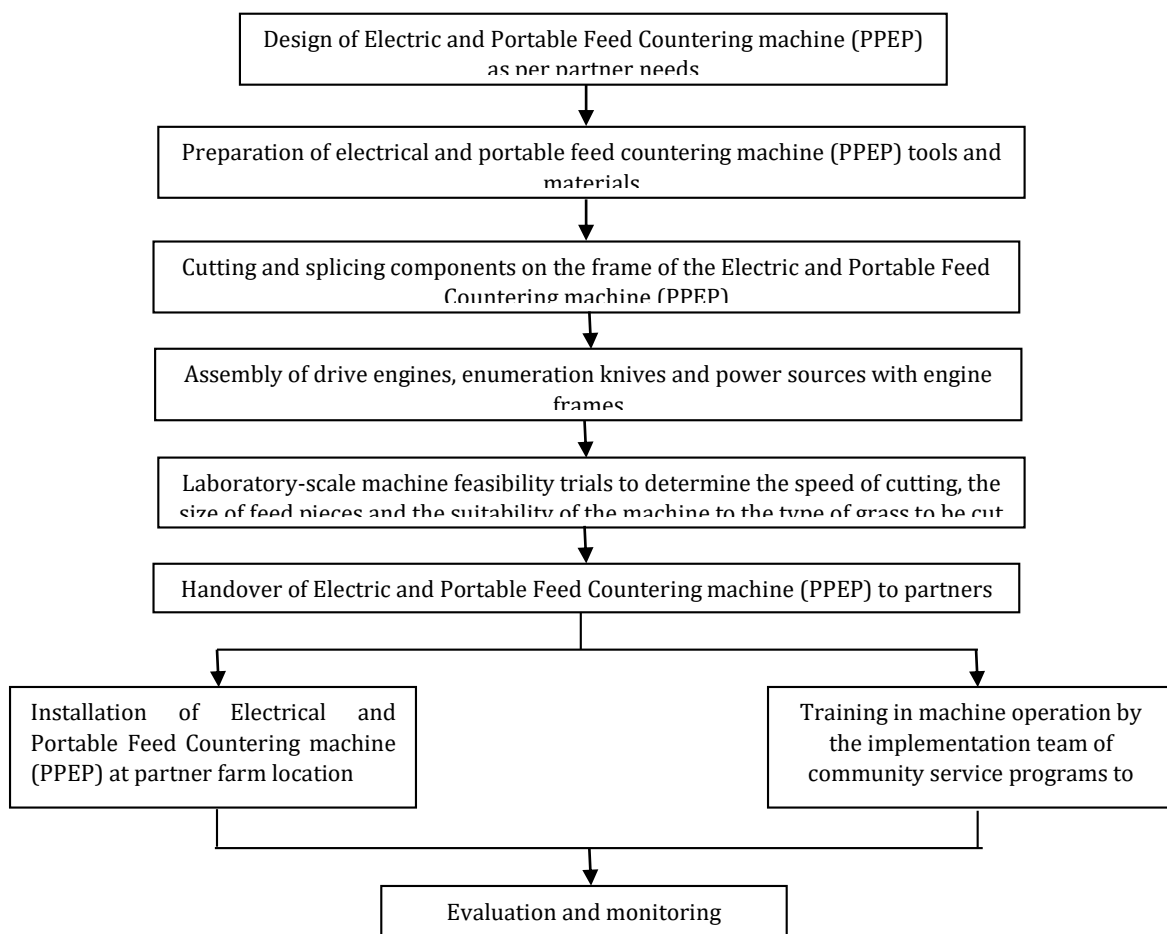 Design of Electric and Portable Feed Countering machine (PPEP)
as per partner needs
Preparation of electrical and portable feed countering machine (PPEP) tools and
materials
Cutting and splicing components on the frame of the Electric and Portable Feed
Countering machine (PPEP)
Assembly of drive engines, enumeration knives and power sources with engine
frames
Laboratory-scale machine feasibility trials to determine the speed of cutting, the
size of feed pieces and the suitability of the machine to the type of grass to be cut
Handover of Electric and Portable Feed Countering machine (PPEP) to partners
Installation of Electrical and
Portable Feed Countering machine
(PPEP) at partner farm location
Training in machine operation by
the implementation team of
community service programs to
Evaluation and monitoring